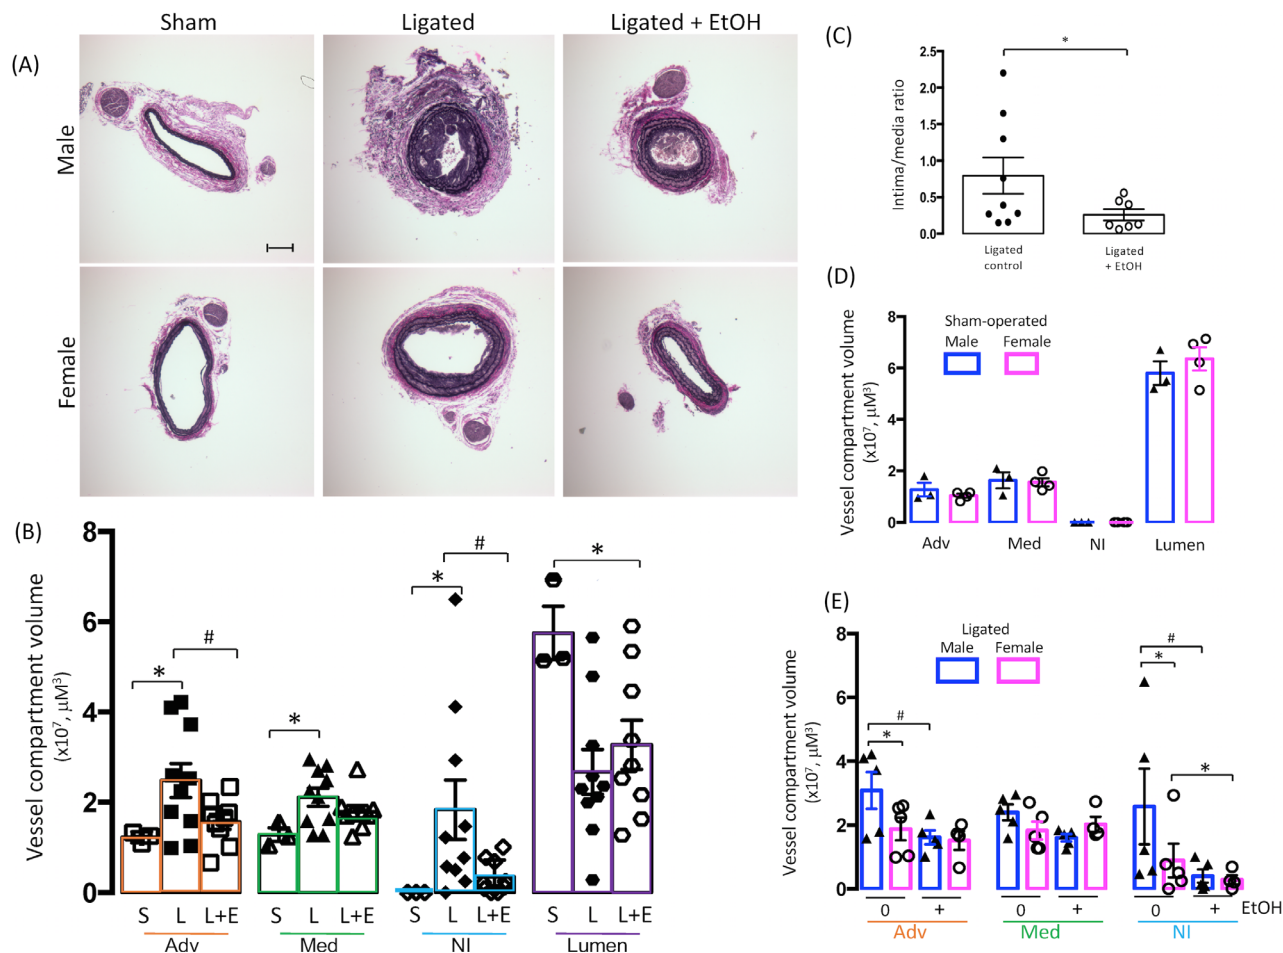 Sham Ligated Ligated + EtOH
(A)
Male
Female
(B)
Vessel compartment volume
(x10⁷, µM³)
8
6
4
2
0
* # * * # *
S L L+E S L L+E S L L+E S L L+E
Adv Med NI Lumen
(C)
Intima/media ratio
2.5
2.0
1.5
1.0
0.5
0.0
*
Ligated
control
Ligated
+ EtOH
(D)
Vessel compartment volume
(x10⁷, µM³)
8
6
4
2
0
Sham-operated
Male Female
Adv Med NI Lumen
(E)
Vessel compartment volume
(x10⁷, µM³)
8
6
4
2
0
Ligated
Male Female
# * # * *
0 + 0 + 0 + EtOH
Adv Med NI